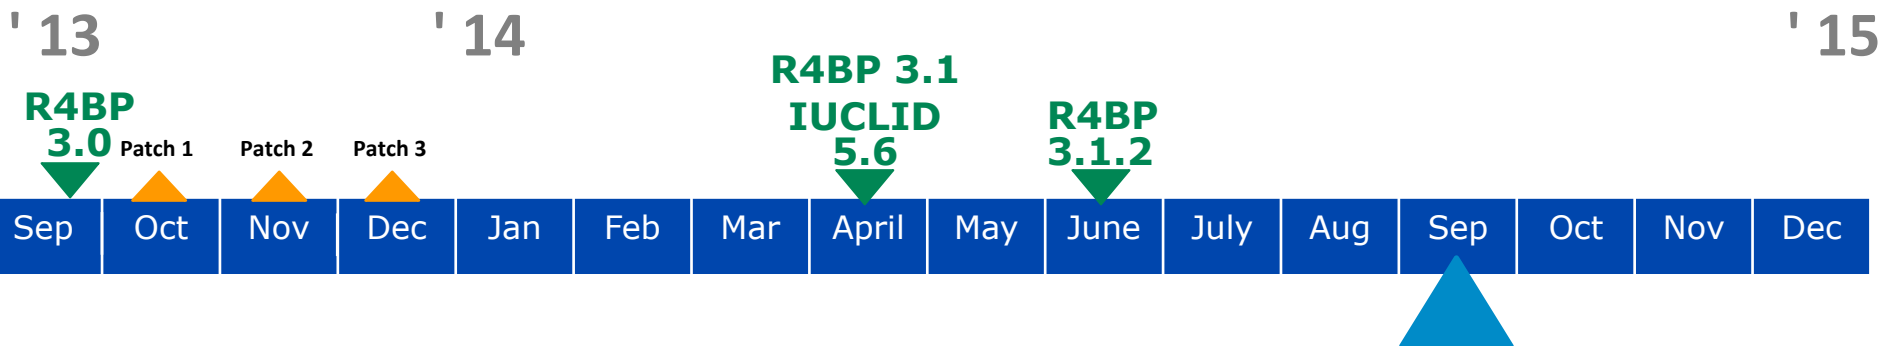 ' 13
' 14
' 15
R4BP
3.0
Patch 1
Patch 2
Patch 3
R4BP 3.1
IUCLID
5.6
R4BP
3.1.2
Sep Oct Nov Dec Jan Feb Mar April May June July Aug Sep Oct Nov Dec